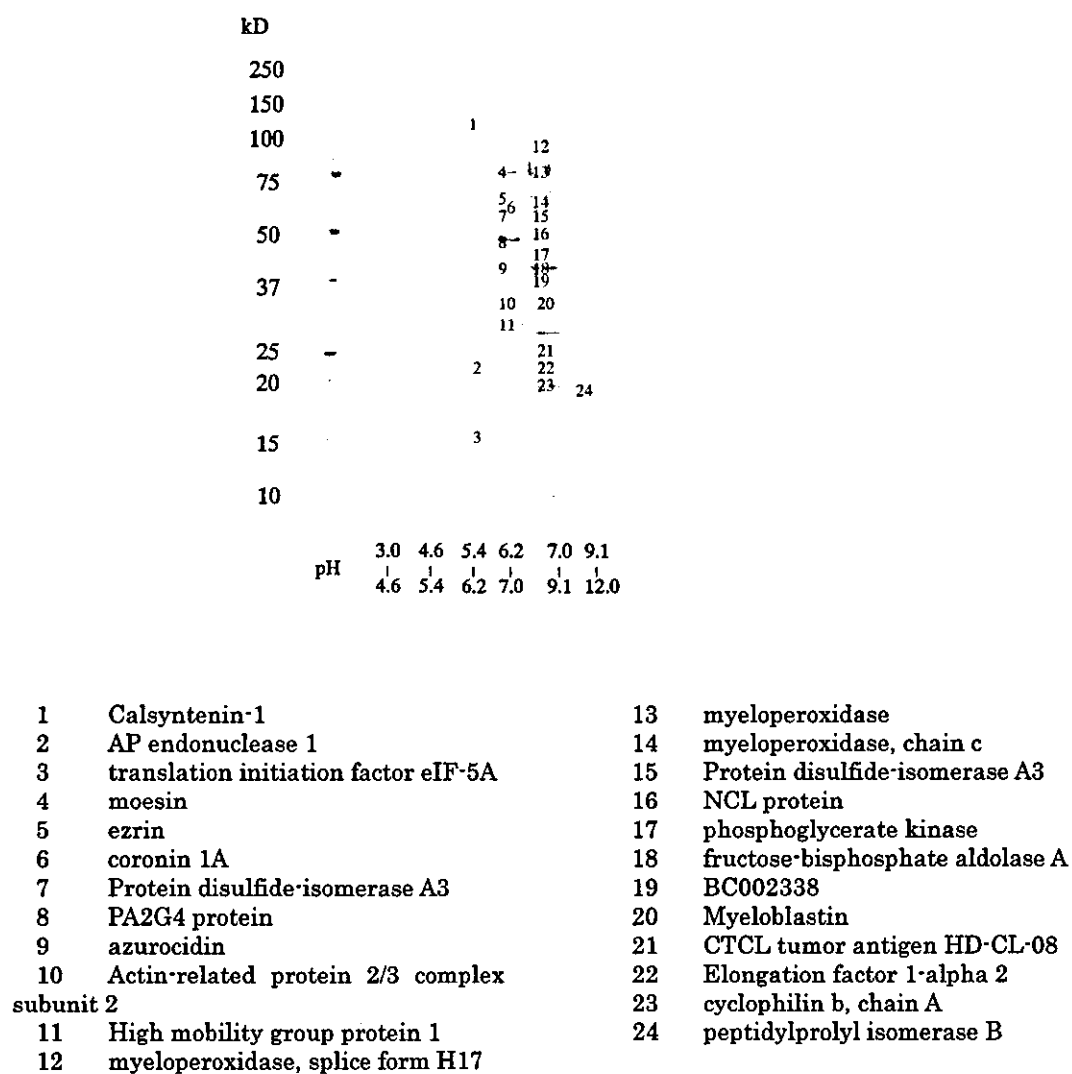 kD
250
150
1
100
12
4
13
75
5
14
6
7
15
50
16
8
17
9
18
19
37
10
20
11
25
21
2
22
20
23
24
15
3
10
3.0 4.6 5.4 6.2 7.0 9.1
pH
4.6 5.4 6.2 7.0 9.1 12.0
1 Calsyntenin-1
2 AP endonuclease 1
3 translation initiation factor eIF-5A
4 moesin
5 ezrin
6 coronin 1A
7 Protein disulfide-isomerase A3
8 PA2G4 protein
9 azurocidin
10 Actin-related protein 2/3 complex
subunit 2
11 High mobility group protein 1
12 myeloperoxidase, splice form H17
13 myeloperoxidase
14 myeloperoxidase, chain c
15 Protein disulfide-isomerase A3
16 NCL protein
17 phosphoglycerate kinase
18 fructose-bisphosphate aldolase A
19 BC002338
20 Myeloblastin
21 CTCL tumor antigen HD-CL-08
22 Elongation factor 1-alpha 2
23 cyclophilin b, chain A
24 peptidylprolyl isomerase B